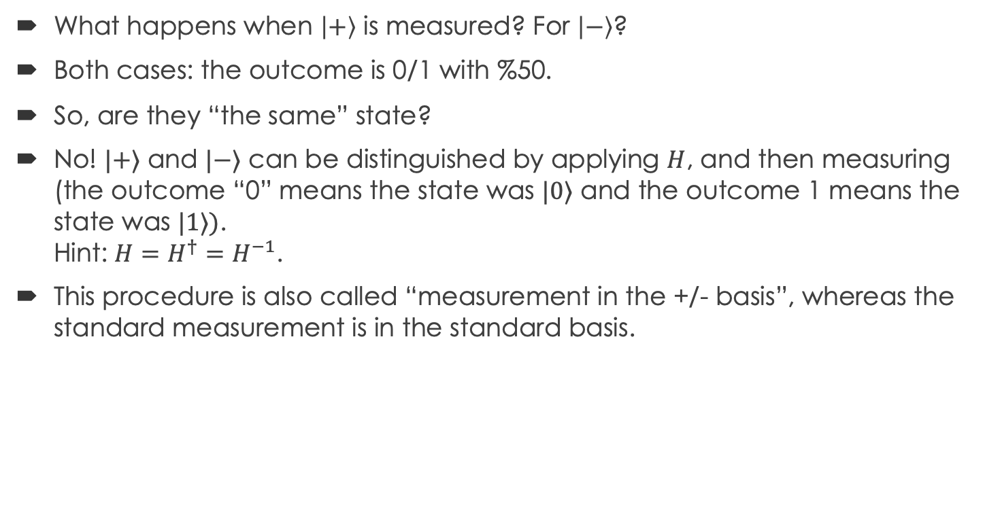 What happens when |+⟩ is measured? For |−⟩?
Both cases: the outcome is 0/1 with %50.
So, are they “the same” state?
No! |+⟩ and |−⟩ can be distinguished by applying H, and then measuring
(the outcome “0” means the state was |0⟩ and the outcome 1 means the
state was |1⟩).
Hint: H = H† = H⁻¹.
This procedure is also called “measurement in the +/- basis”, whereas the
standard measurement is in the standard basis.